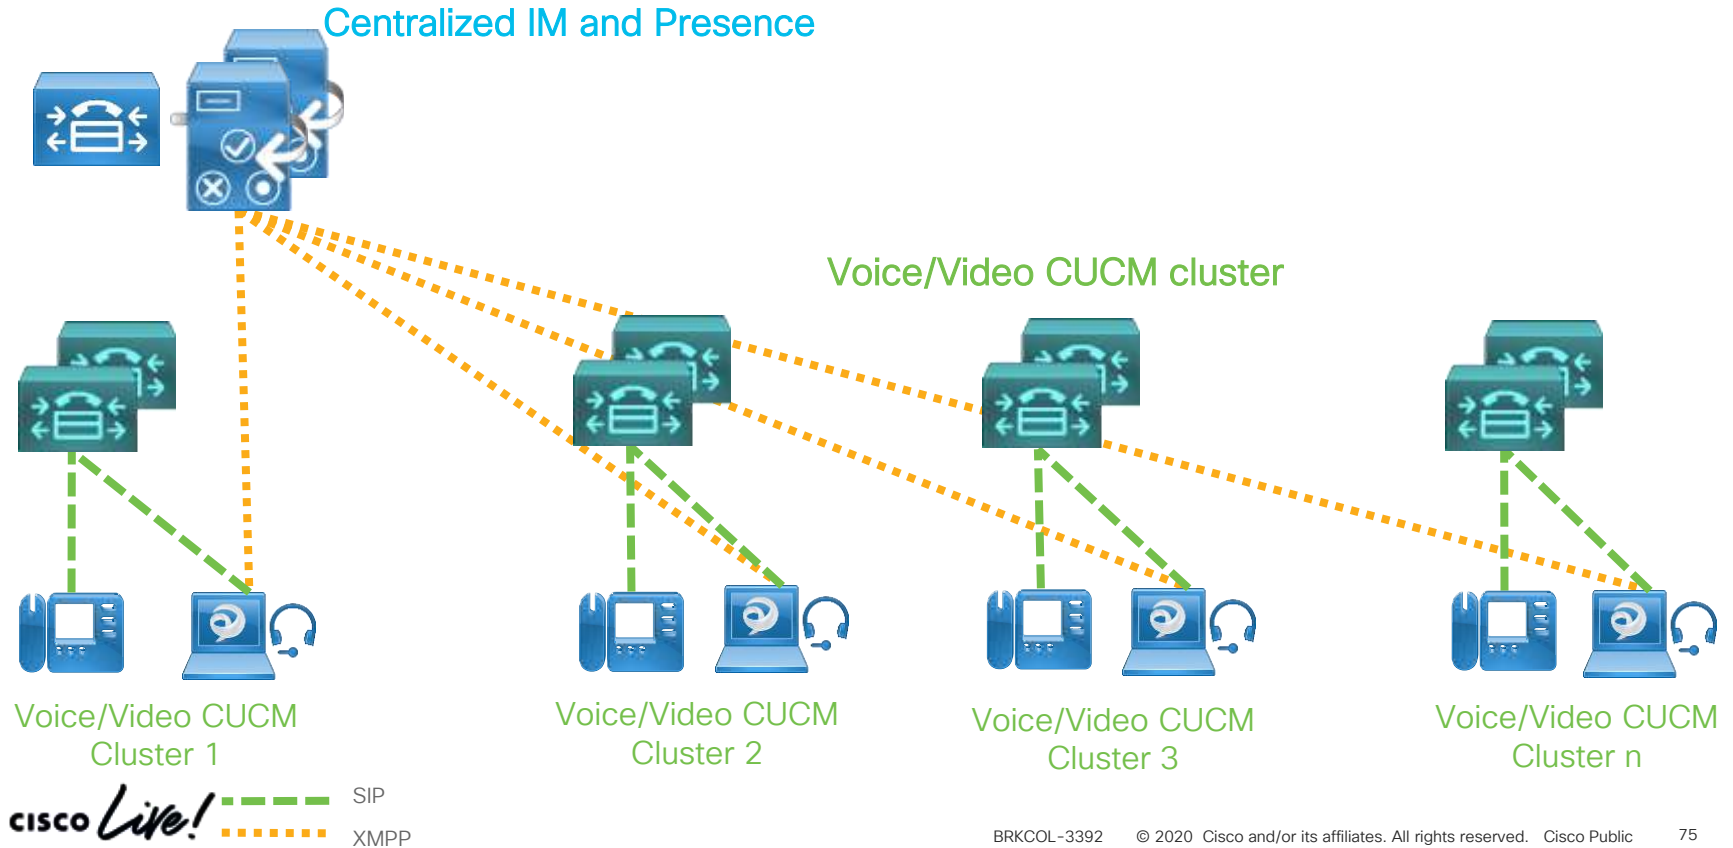 Centralized IM and Presence
Voice/Video CUCM cluster
Voice/Video CUCM
Cluster 1
Voice/Video CUCM
Cluster 2
Voice/Video CUCM
Cluster 3
Voice/Video CUCM
Cluster n
CISCO Live!
SIP
XMPP
BRKCOL-3392
© 2020 Cisco and/or its affiliates. All rights reserved. Cisco Public
75